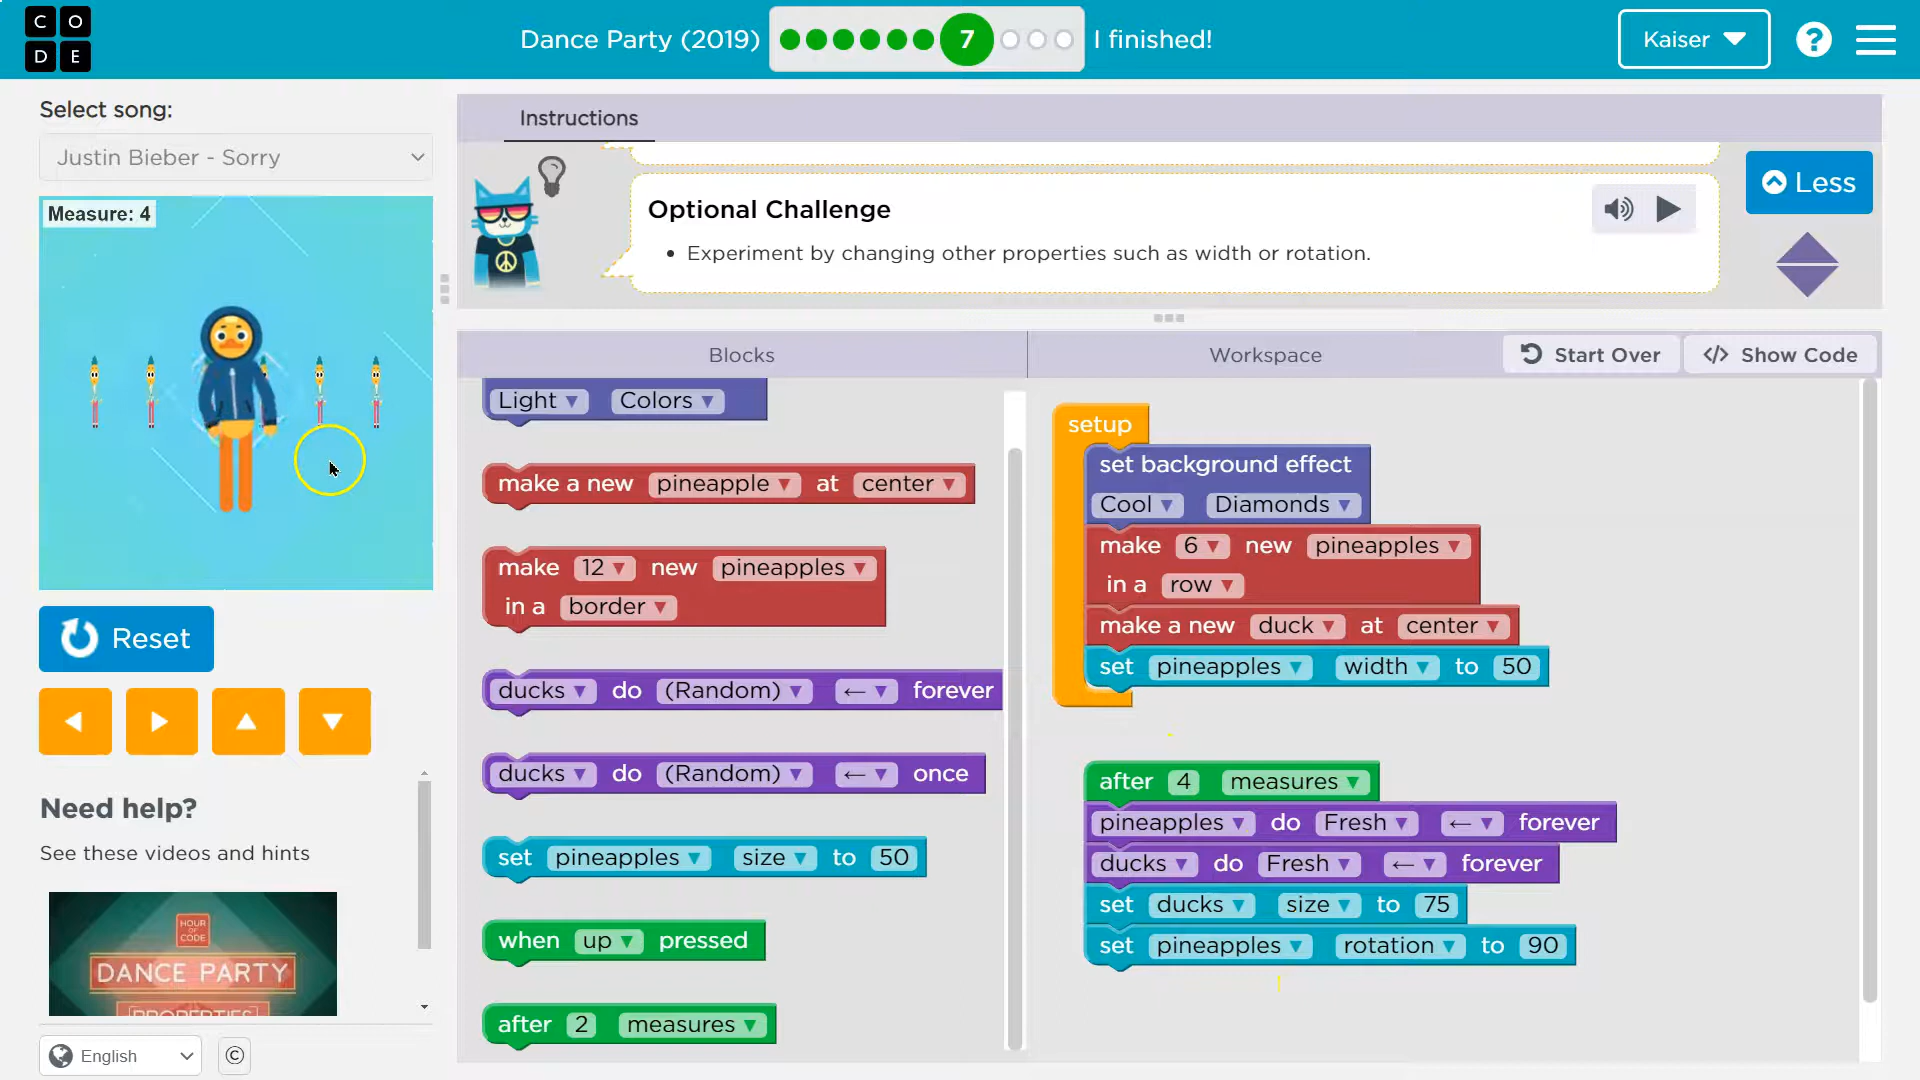 C O
D E
Dance Party (2019)
7
I finished!
Kaiser
?
Select song:
Justin Bieber - Sorry
Measure: 4
Reset
Need help?
See these videos and hints
HOUR
OF
CODE
DANCE PARTY
PROPERTIES
English
©
Instructions
Optional Challenge
• Experiment by changing other properties such as width or rotation.
Less
Blocks
Workspace
Start Over
</> Show Code
Light Colors
make a new pineapple at center
make 12 new pineapples
in a border
ducks do (Random) ← forever
ducks do (Random) ← once
set pineapples size to 50
when up pressed
after 2 measures
setup
set background effect
Cool Diamonds
make 6 new pineapples
in a row
make a new duck at center
set pineapples width to 50
after 4 measures
pineapples do Fresh ← forever
ducks do Fresh ← forever
set ducks size to 75
set pineapples rotation to 90